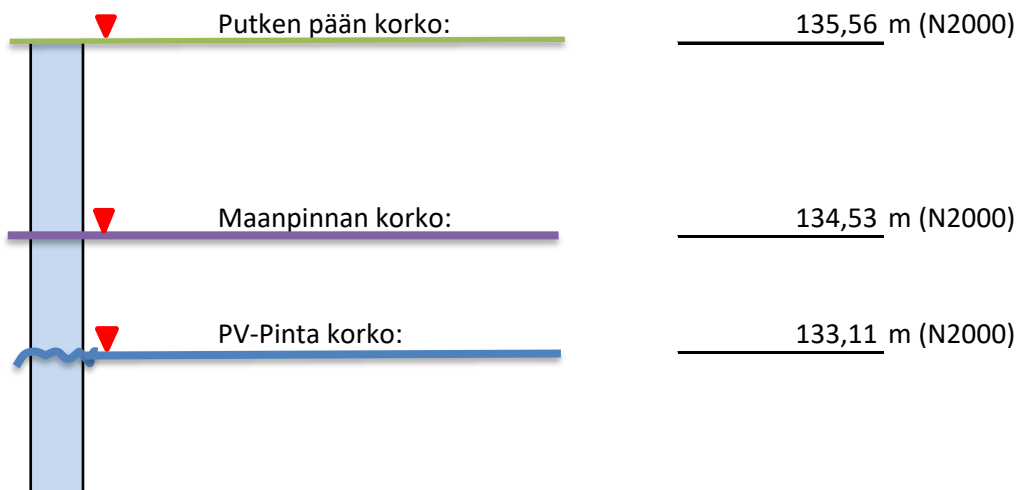 Putken pään korko: 135,56 m (N2000)
Maanpinnan korko: 134,53 m (N2000)
PV-Pinta korko: 133,11 m (N2000)